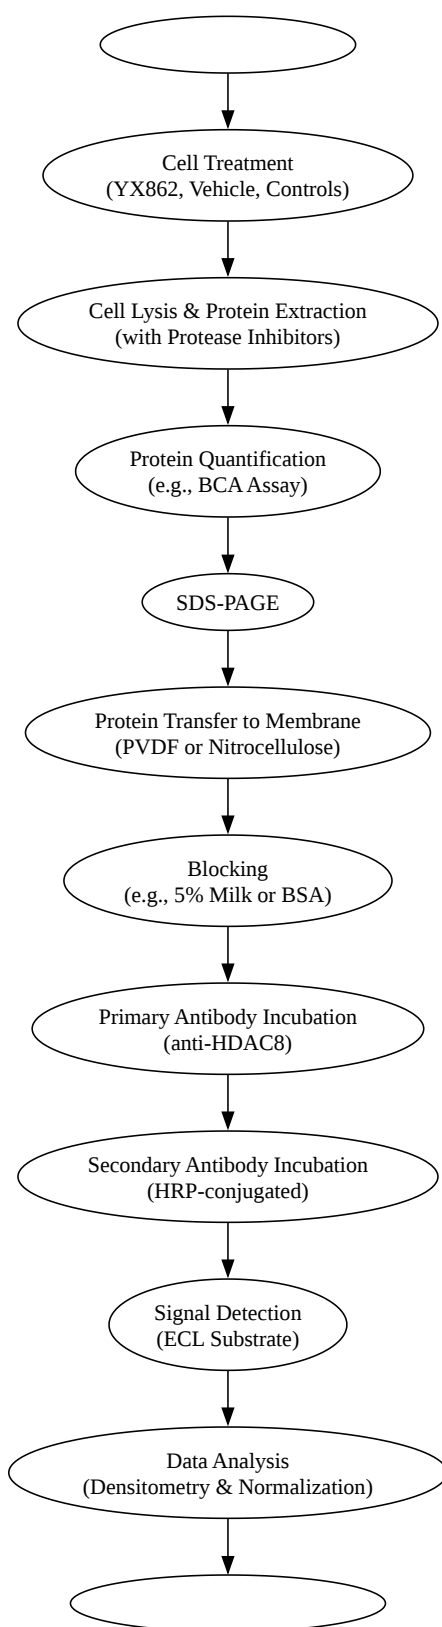 Cell Treatment
(YX862, Vehicle, Controls)
Cell Lysis & Protein Extraction
(with Protease Inhibitors)
Protein Quantification
(e.g., BCA Assay)
SDS-PAGE
Protein Transfer to Membrane
(PVDF or Nitrocellulose)
Blocking
(e.g., 5% Milk or BSA)
Primary Antibody Incubation
(anti-HDAC8)
Secondary Antibody Incubation
(HRP-conjugated)
Signal Detection
(ECL Substrate)
Data Analysis
(Densitometry & Normalization)